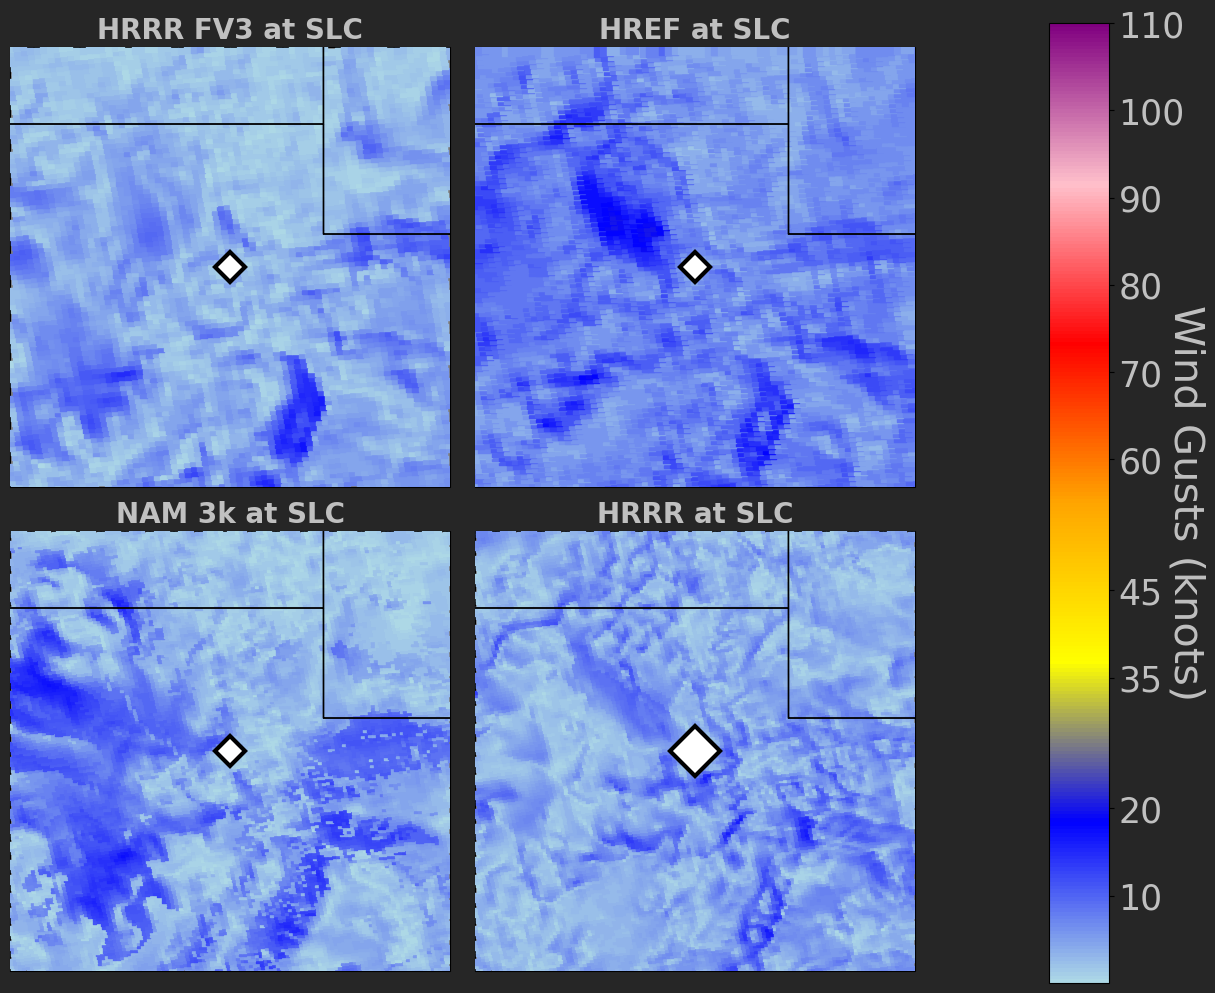 HRRR FV3 at SLC
HREF at SLC
NAM 3k at SLC
HRRR at SLC
110
100
90
80
70
60
45
35
20
10
Wind Gusts (knots)